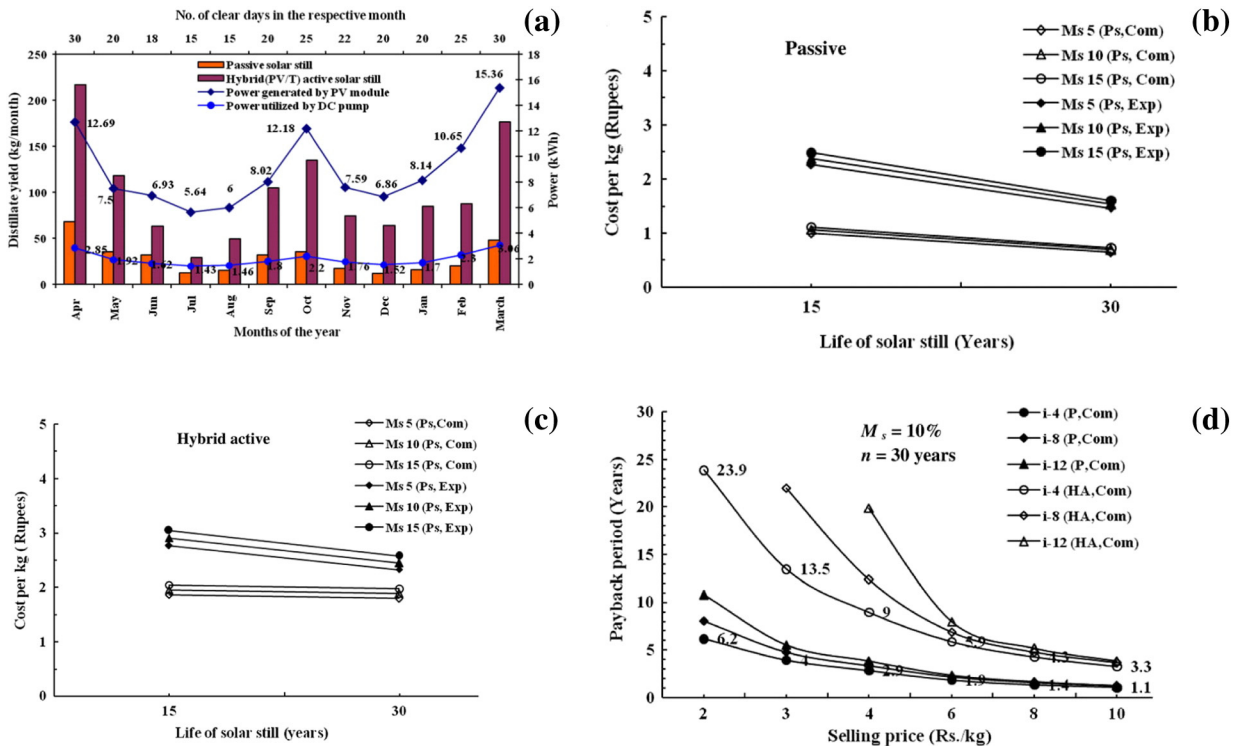 No. of clear days in the respective month
(a)
30 20 18 15 15 20 25 22 20 20 25 30
250
200
150
100
50
0
Distillate yield (kg/month)
18
16
14
12
10
8
6
4
2
0
Power (kWh)
Passive solar still
Hybrid(PV/T) active solar still
Power generated by PV module
Power utilized by DC pump
12.69
7.5
6.93
5.64
6
8.02
12.18
7.59
6.86
8.14
10.65
15.36
2.85
1.92
1.62
1.43
1.46
1.8
2.2
1.76
1.52
1.7
2.3
3.06
Apr May Jun Jul Aug Sep Oct Nov Dec Jan Feb March
Months of the year
(b)
Passive
Ms 5 (Ps,Com)
Ms 10 (Ps, Com)
Ms 15 (Ps, Com)
Ms 5 (Ps, Exp)
Ms 10 (Ps, Exp)
Ms 15 (Ps, Exp)
5
4
3
2
1
0
Cost per kg (Rupees)
15 30
Life of solar still (Years)
(c)
Hybrid active
Ms 5 (Ps,Com)
Ms 10 (Ps, Com)
Ms 15 (Ps, Com)
Ms 5 (Ps, Exp)
Ms 10 (Ps, Exp)
Ms 15 (Ps, Exp)
5
4
3
2
1
0
Cost per kg ( Rupees)
15 30
Life of solar still (years)
(d)
M s = 10%
n = 30 years
i-4 (P,Com)
i-8 (P,Com)
i-12 (P,Com)
i-4 (HA,Com)
i-8 (HA,Com)
i-12 (HA,Com)
30
25
20
15
10
5
0
Payback period (Years)
23.9
13.5
9
5.9
4.3
3.3
6.2
4
2.9
1.9
1.4
1.1
2 3 4 6 8 10
Selling price (Rs./kg)